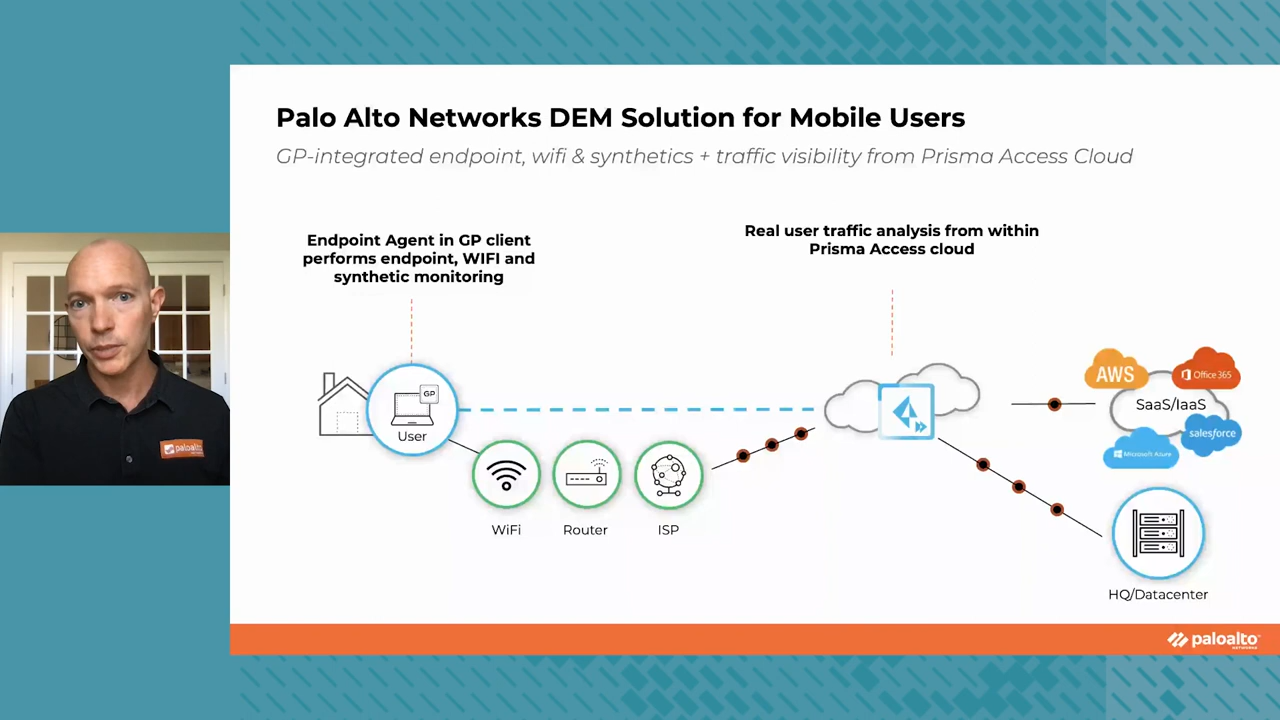 Palo Alto Networks DEM Solution for Mobile Users
GP-integrated endpoint, wifi & synthetics + traffic visibility from Prisma Access Cloud
Endpoint Agent in GP client
performs endpoint, WIFI and
synthetic monitoring
Real user traffic analysis from within
Prisma Access cloud
GP
User
WiFi
Router
ISP
AWS
Office 365
SaaS/IaaS
salesforce
Microsoft Azure
HQ/Datacenter
paloalto
paloalto
NETWORKS